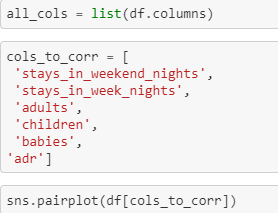 all_cols = list(df.columns)
cols_to_corr = [
 'stays_in_weekend_nights',
 'stays_in_week_nights',
 'adults',
 'children',
 'babies',
'adr']
sns.pairplot(df[cols_to_corr])